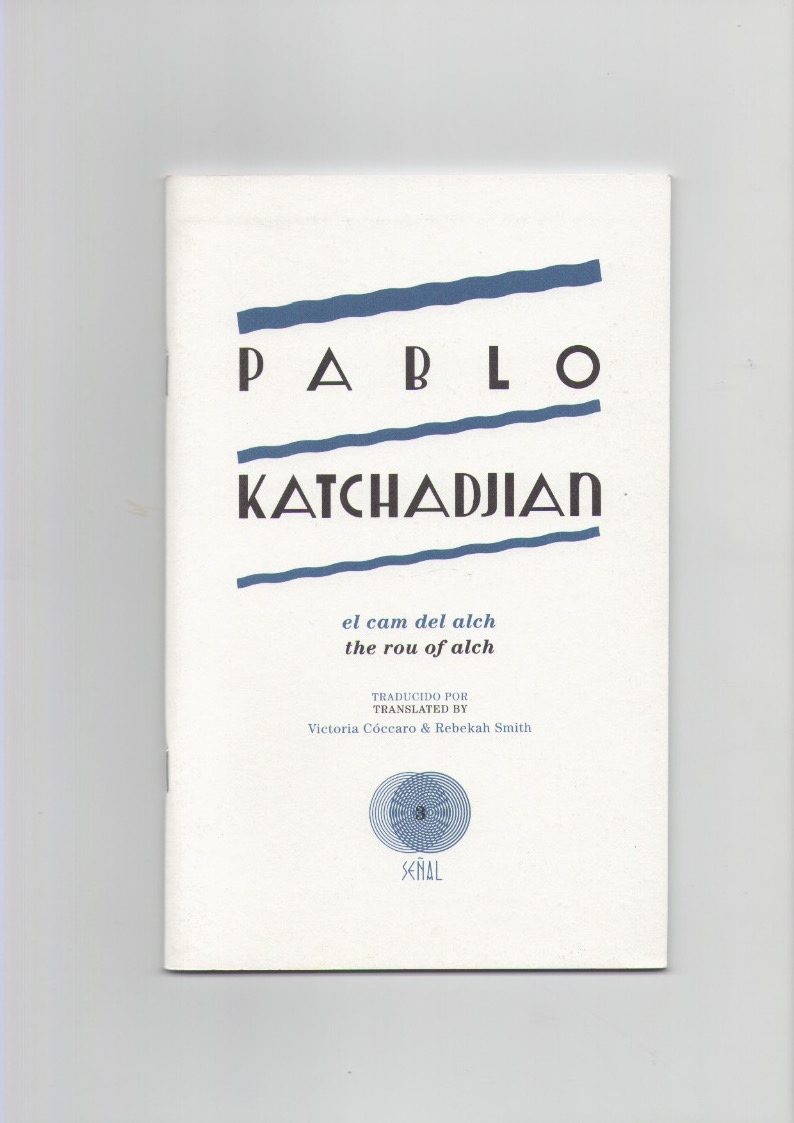 PABLO
KATCHADJIAN
el cam del alch
the rou of alch
TRADUCIDO POR
TRANSLATED BY
Victoria Cóccaro & Rebekah Smith
3
SEÑAL